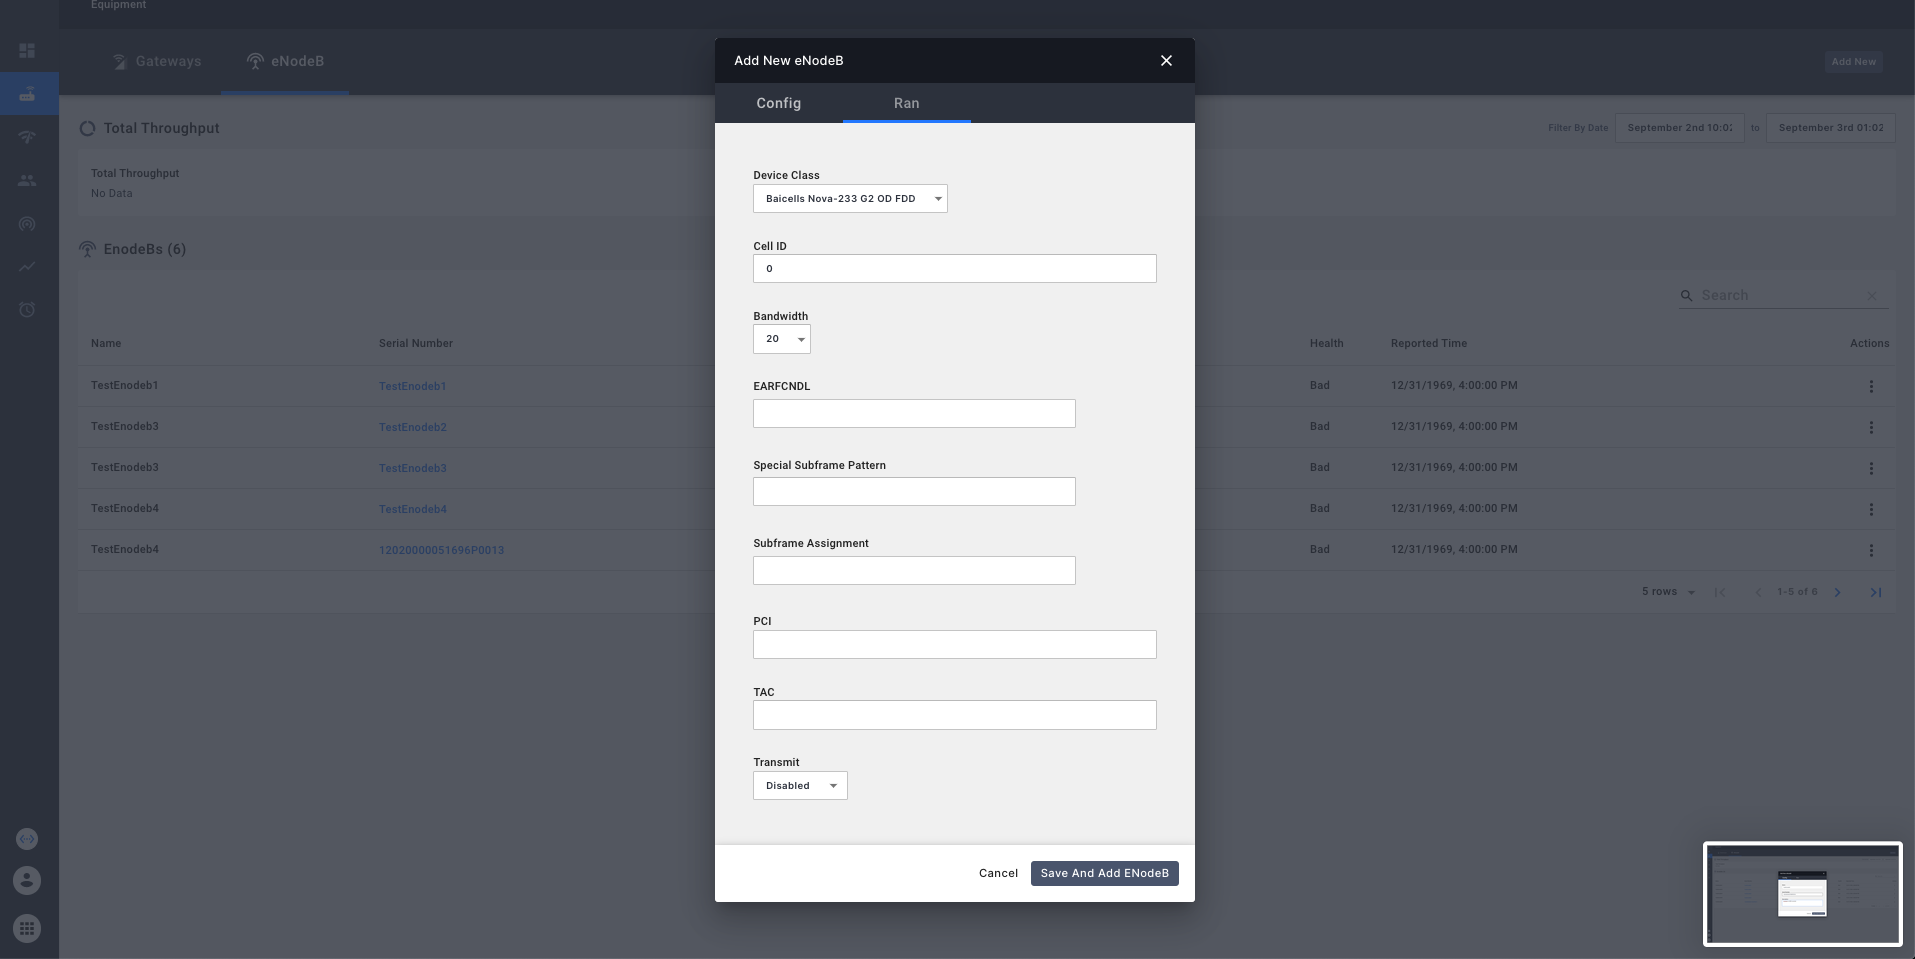 Equipment
Gateways
eNodeB
Add New
Total Throughput
Filter By Date
September 2nd 10:02
to
September 3rd 01:02
Total Throughput
No Data
EnodeBs (6)
Search
Name Serial Number Health Reported Time Actions
TestEnodeb1 TestEnodeb1 Bad 12/31/1969, 4:00:00 PM
TestEnodeb3 TestEnodeb2 Bad 12/31/1969, 4:00:00 PM
TestEnodeb3 TestEnodeb3 Bad 12/31/1969, 4:00:00 PM
TestEnodeb4 TestEnodeb4 Bad 12/31/1969, 4:00:00 PM
TestEnodeb4 12020000051696P0013 Bad 12/31/1969, 4:00:00 PM
5 rows 1-5 of 6
Add New eNodeB
Config Ran
Device Class
Baicells Nova-233 G2 OD FDD
Cell ID
0
Bandwidth
20
EARFCNDL
Special Subframe Pattern
Subframe Assignment
PCI
TAC
Transmit
Disabled
Cancel Save And Add ENodeB